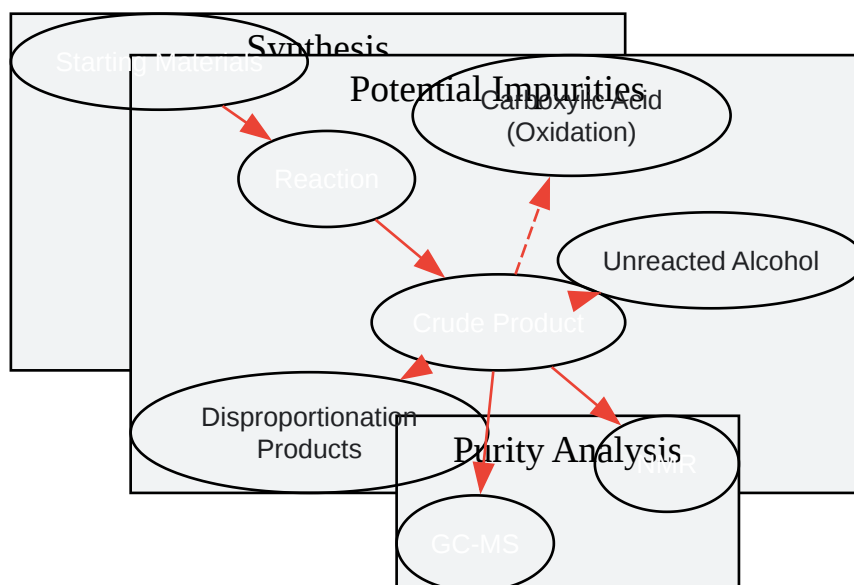 Synthesis
Starting Materials
Potential Impurities
Carboxylic Acid
(Oxidation)
Reaction
Unreacted Alcohol
Crude Product
Disproportionation
Products
Purity Analysis
NMR
GC-MS